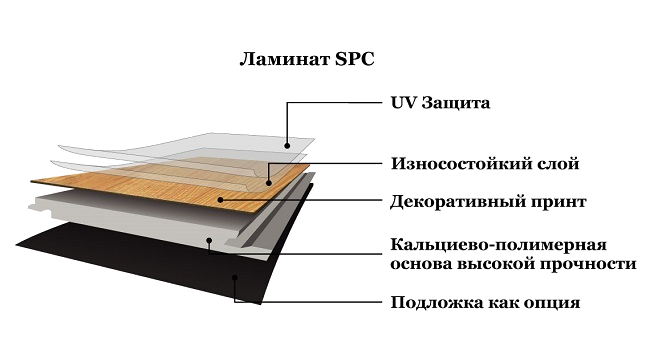 Ламинат SPC
UV Защита
Износостойкий слой
Декоративный принт
Кальциево-полимерная
основа высокой прочности
Подложка как опция